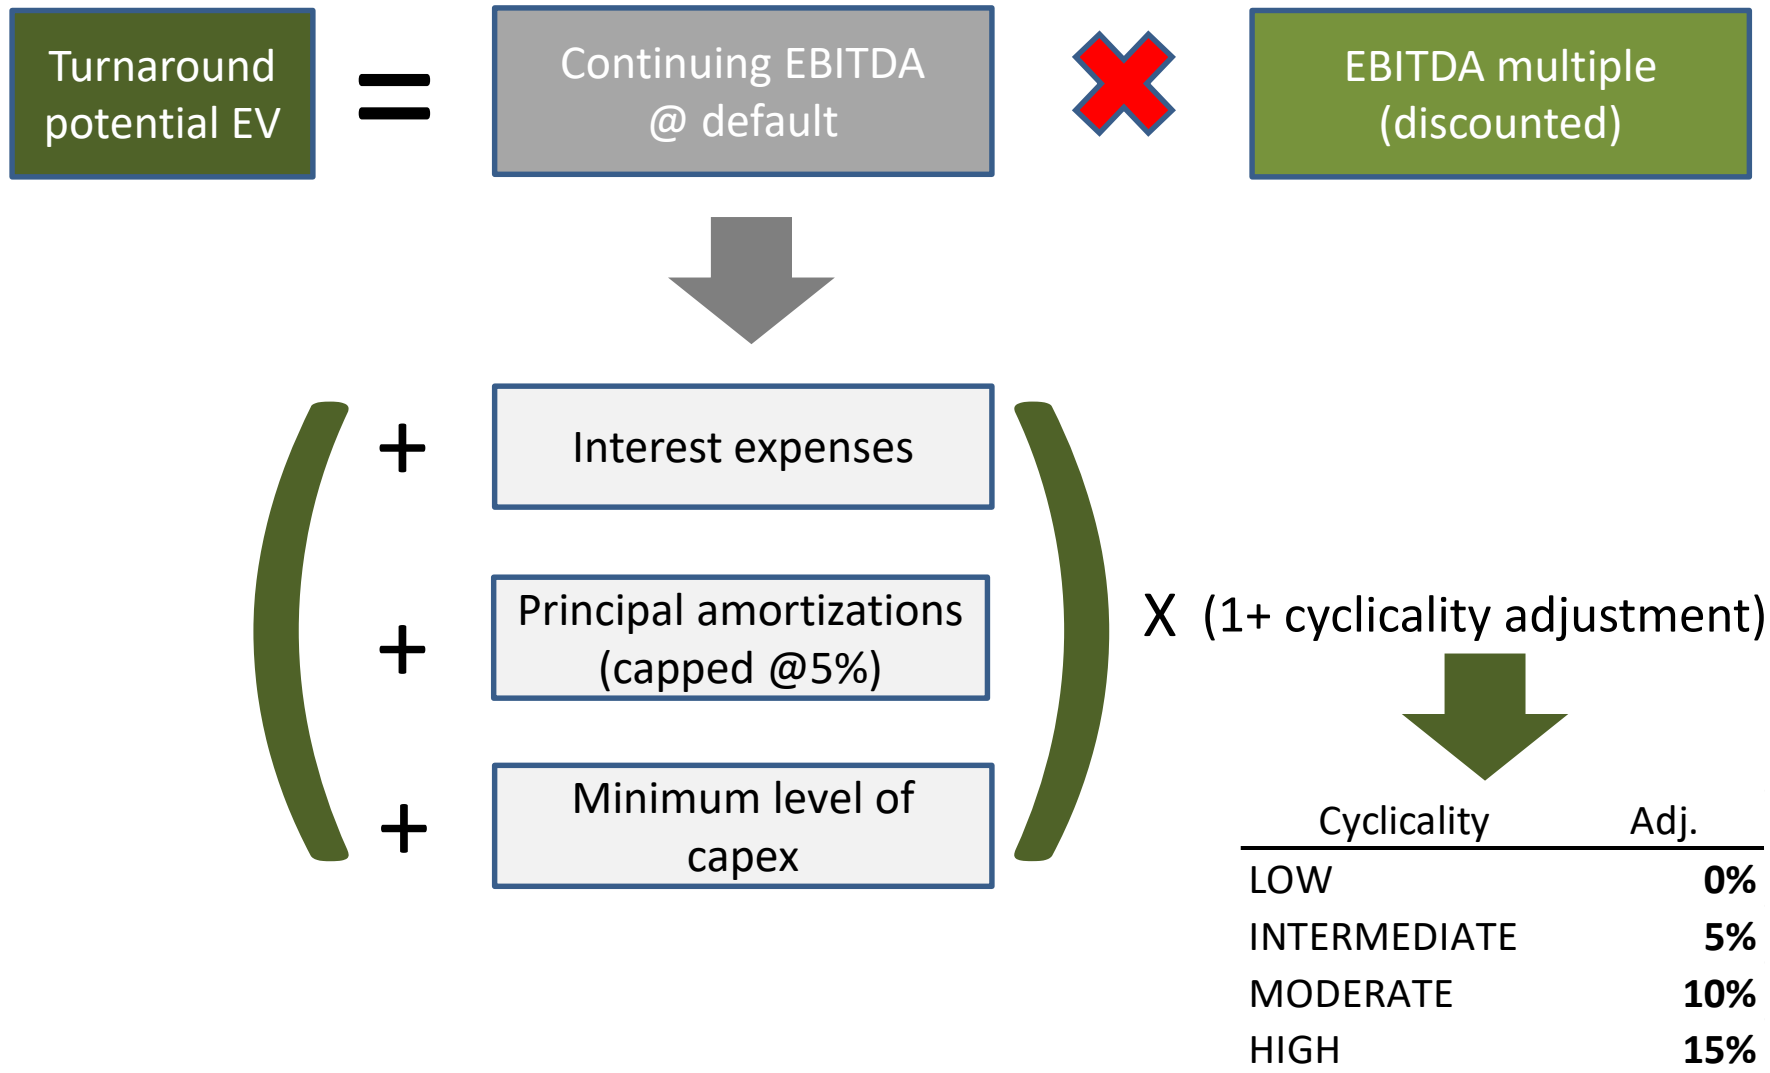 Turnaround
potential EV
=
Continuing EBITDA
@ default
EBITDA multiple
(discounted)
+
Interest expenses
+
Principal amortizations
(capped @5%)
X (1+ cyclicality adjustment)
+
Minimum level of
capex
Cyclicality Adj.
LOW 0%
INTERMEDIATE 5%
MODERATE 10%
HIGH 15%